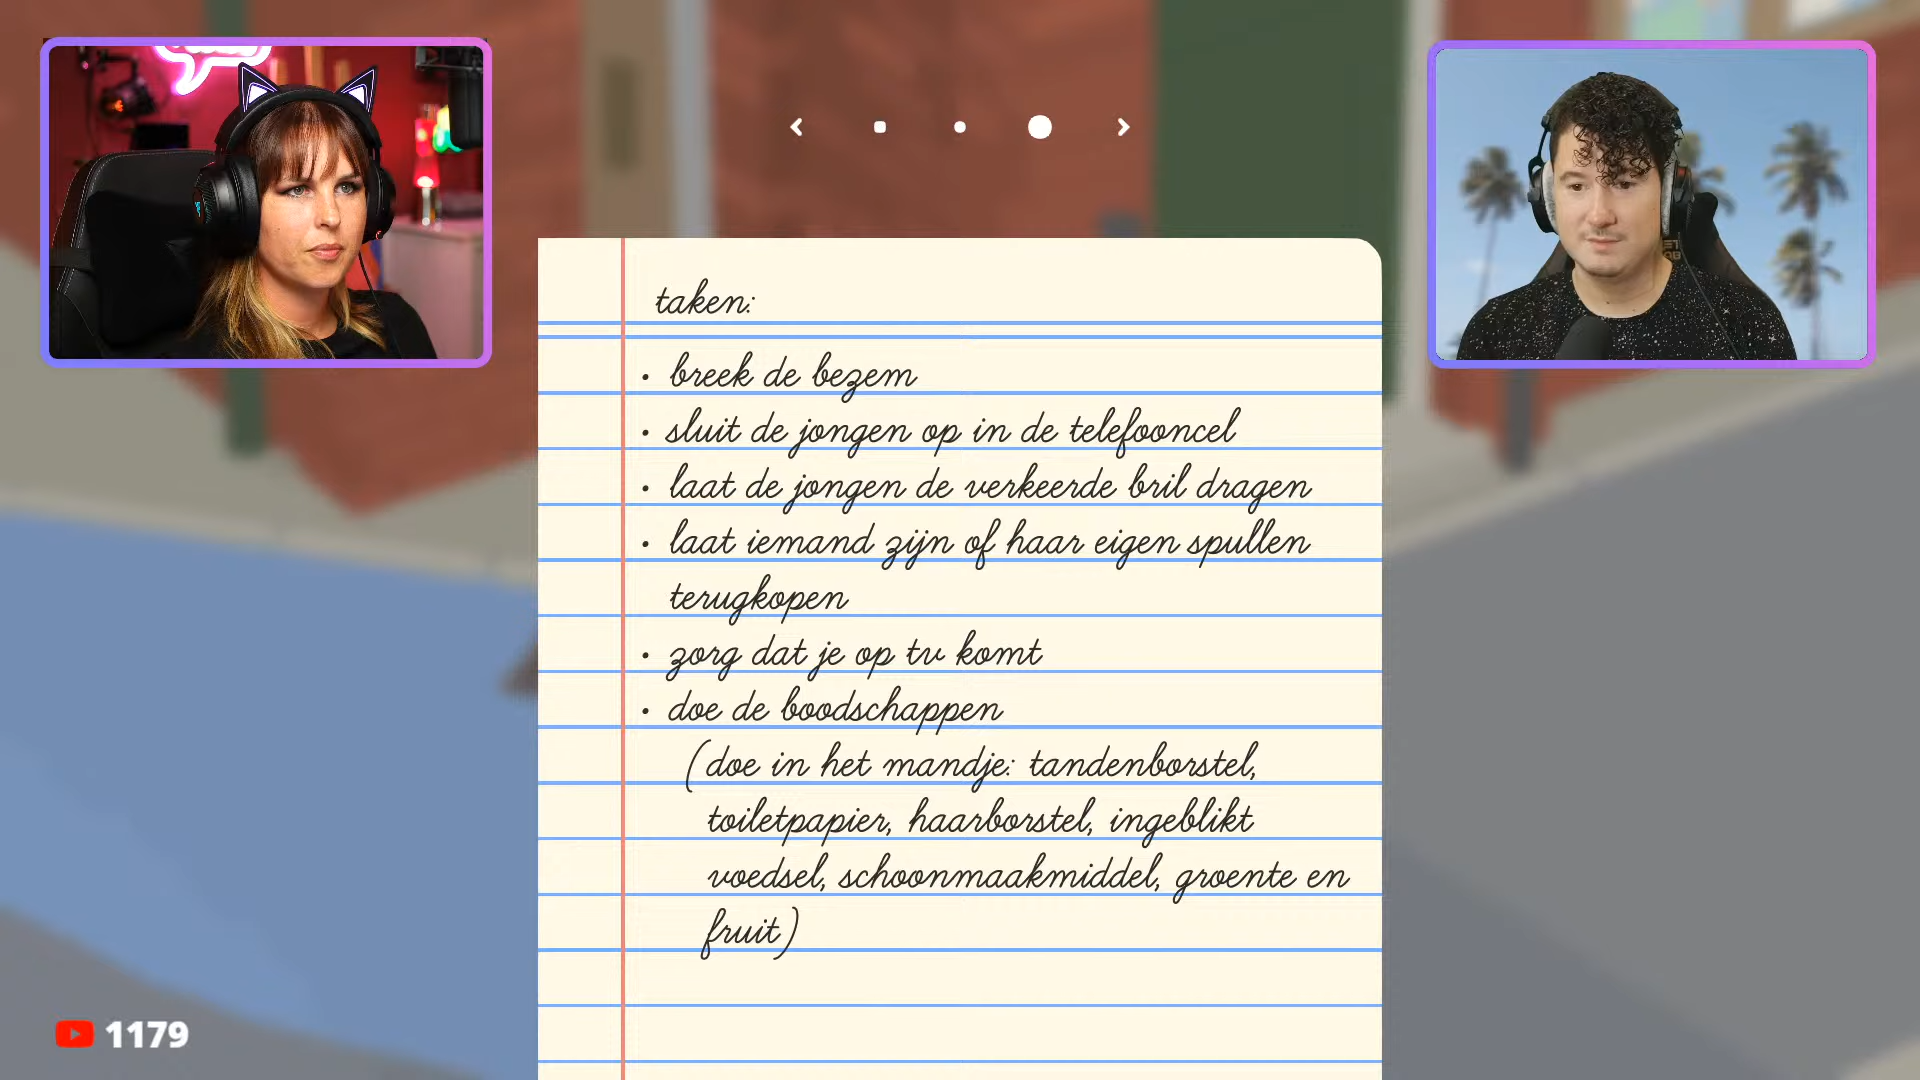 taken:
• breek de bezem
• sluit de jongen op in de telefooncel
• laat de jongen de verkeerde bril dragen
• laat iemand zijn of haar eigen spullen
terugkopen
• zorg dat je op tv komt
• doe de boodschappen
(doe in het mandje: tandenborstel,
toiletpapier, haarborstel, ingeblikt
voedsel, schoonmaakmiddel, groente en
fruit)
1179